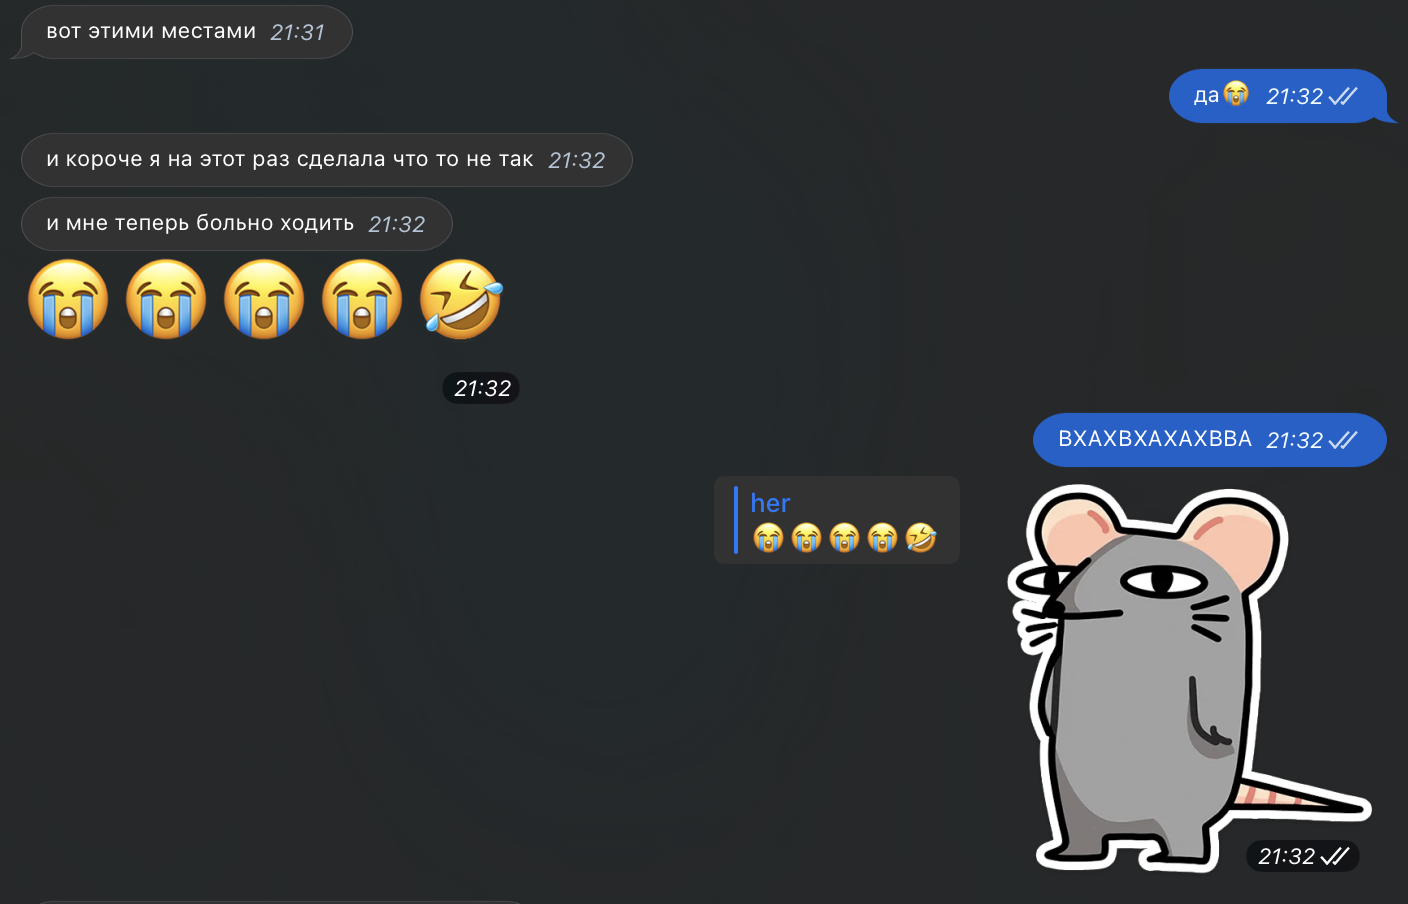 вот этими местами 21:31
да😭 21:32
и короче я на этот раз сделала что то не так 21:32
и мне теперь больно ходить 21:32
😭😭😭😭🤣
21:32
ВХАХВХАХАХВВА 21:32
her
😭😭😭😭🤣
21:32